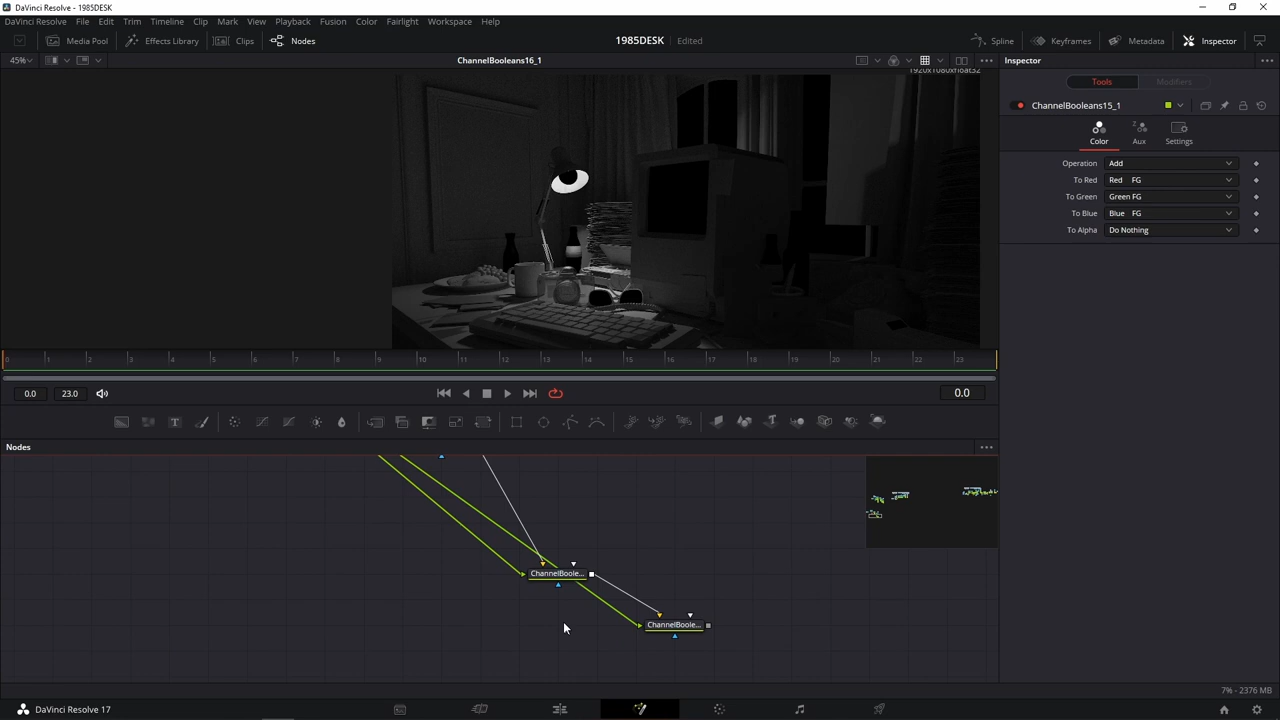 DaVinci Resolve - 1985DESK
DaVinci Resolve File Edit Trim Timeline Clip Mark View Playback Fusion Color Fairlight Workspace Help
Media Pool Effects Library Clips Nodes 1985DESK Edited Spline Keyframes Metadata Inspector
45% ChannelBooleans16_1 Inspector
1920x1080xfloat32
Tools Modifiers
ChannelBooleans15_1
Color Aux Settings
Operation Add
To Red Red FG
To Green Green FG
To Blue Blue FG
To Alpha Do Nothing
0 1 2 3 4 5 6 7 8 9 10 11 12 13 14 15 16 17 18 19 20 21 22 23
0.0 23.0 0.0
Nodes
ChannelBoole...
ChannelBoole...
7% - 2376 MB
DaVinci Resolve 17